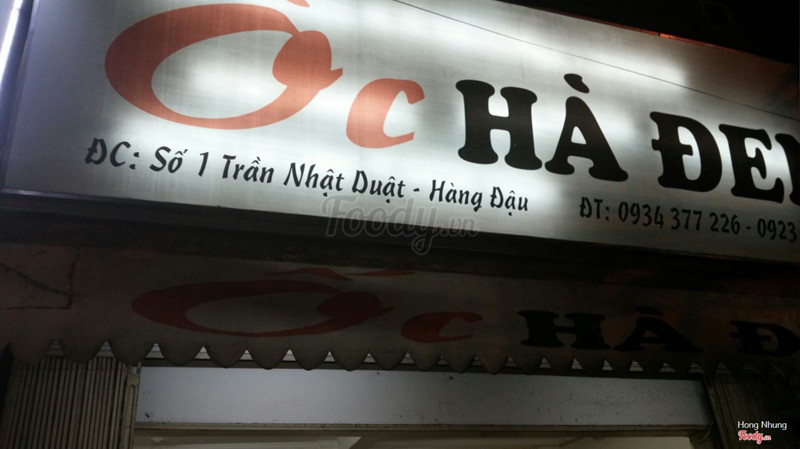 Ốc HÀ ĐEN
ĐC: Số 1 Trần Nhật Duật - Hàng Đậu
ĐT: 0934 377 226 - 0923
Foody.vn
Ốc HÀ Đ
Hong Nhung
Foody.vn